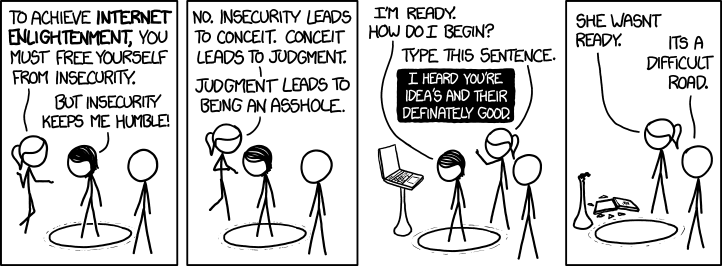 TO ACHIEVE INTERNET
ENLIGHTENMENT, YOU
MUST FREE YOURSELF
FROM INSECURITY.
BUT INSECURITY
KEEPS ME HUMBLE!
NO. INSECURITY LEADS
TO CONCEIT. CONCEIT
LEADS TO JUDGMENT.
JUDGMENT LEADS TO
BEING AN ASSHOLE.
I'M READY.
HOW DO I BEGIN?
TYPE THIS SENTENCE.
I HEARD YOU'RE
IDEA'S AND THEIR
DEFINATELY GOOD.
SHE WASNT
READY.
ITS A
DIFFICULT
ROAD.